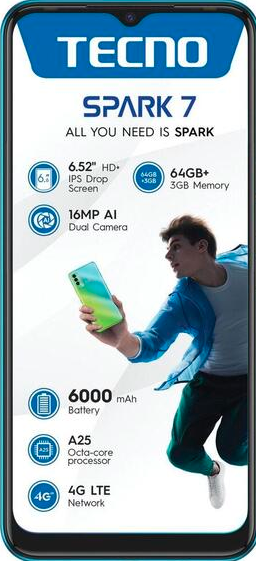 TECNO
SPARK 7
ALL YOU NEED IS SPARK
6.52" HD+
IPS Drop
Screen
64GB
+3GB
64GB+
3GB Memory
AI
16MP AI
Dual Camera
6000 mAh
Battery
A25
A25
Octa-core
processor
4G
4G LTE
Network